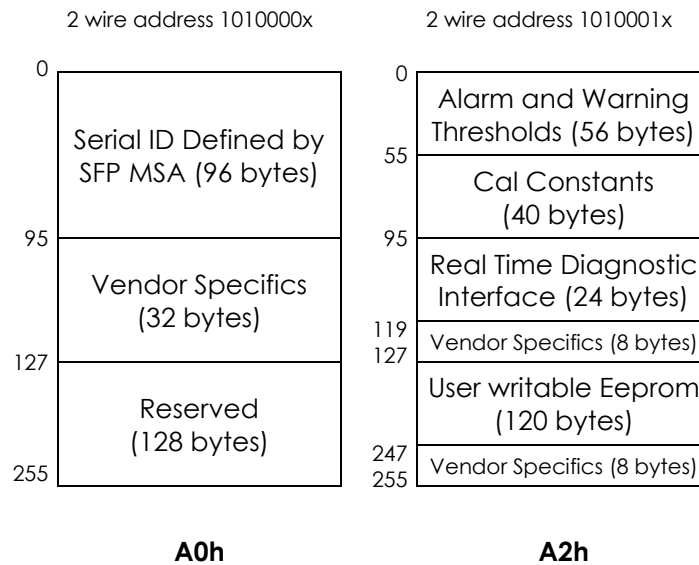 2 wire address 1010000x
0
Serial ID Defined by
SFP MSA (96 bytes)
95
Vendor Specifics
(32 bytes)
127
Reserved
(128 bytes)
255
A0h
2 wire address 1010001x
0
Alarm and Warning
Thresholds (56 bytes)
55
Cal Constants
(40 bytes)
95
Real Time Diagnostic
Interface (24 bytes)
119
Vendor Specifics (8 bytes)
127
User writable Eeprom
(120 bytes)
247
Vendor Specifics (8 bytes)
255
A2h